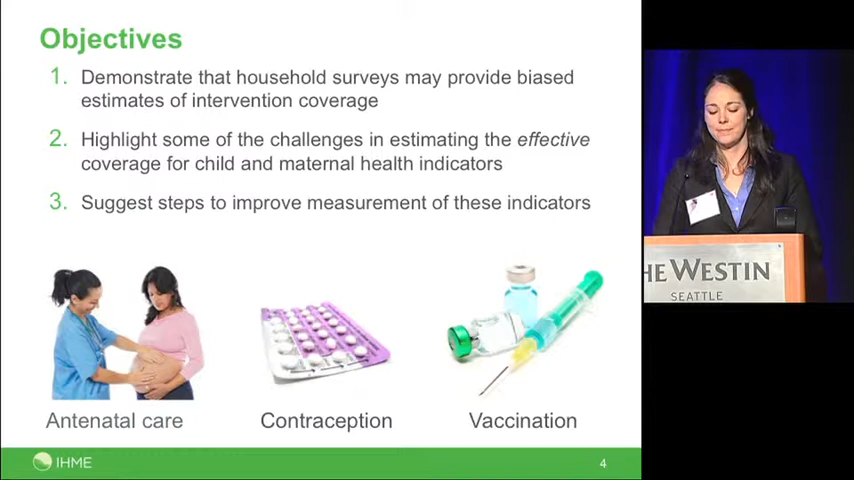 Objectives
1. Demonstrate that household surveys may provide biased
estimates of intervention coverage
2. Highlight some of the challenges in estimating the effective
coverage for child and maternal health indicators
3. Suggest steps to improve measurement of these indicators
Antenatal care
Contraception
Vaccination
IHME
4
HE WESTIN
SEATTLE